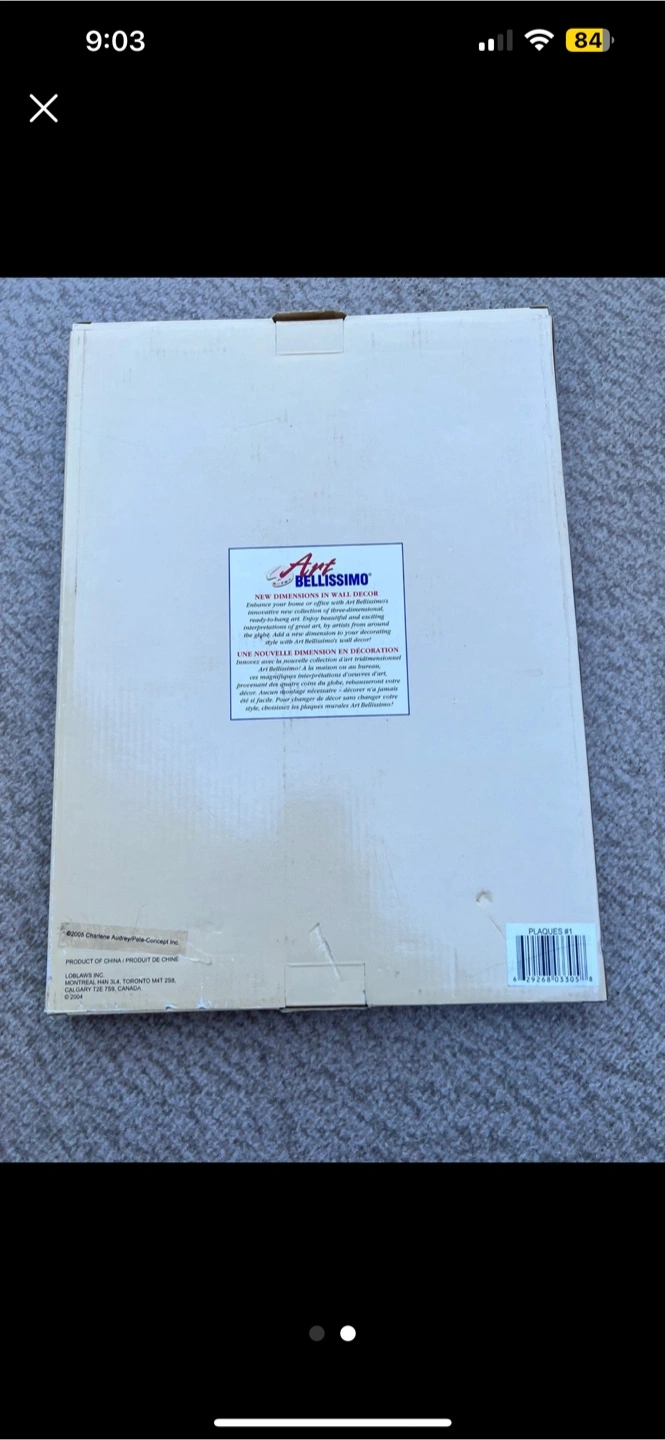 9:03
84
Art
BELLISSIMO®
NEW DIMENSIONS IN WALL DECOR
Enhance your home or office with Art Bellissimo's
innovative new collection of three-dimensional,
ready-to-hang art. Enjoy beautiful and exciting
interpretations of great art, by artists from around
the globe. Add a new dimension to your decorating
style with Art Bellissimo's wall decor!
UNE NOUVELLE DIMENSION EN DÉCORATION
Innovez avec la nouvelle collection d'art tridimensionnel
Art Bellissimo! À la maison ou au bureau,
ces magnifiques interprétations d'oeuvres d'art,
provenant des quatre coins du globe, rehausseront votre
décor. Aucun montage nécessaire - décorer n'a jamais
été si facile. Pour changer de décor sans changer votre
style, choisissez les plaques murales Art Bellissimo!
©2005 Charlene Audrey/Pela-Concept Inc.
PRODUCT OF CHINA / PRODUIT DE CHINE
LOBLAWS INC.
MONTREAL H4N 3L4, TORONTO M4T 2S8,
CALGARY T2E 7S9, CANADA
© 2004
PLAQUES #1
29268 03305 8